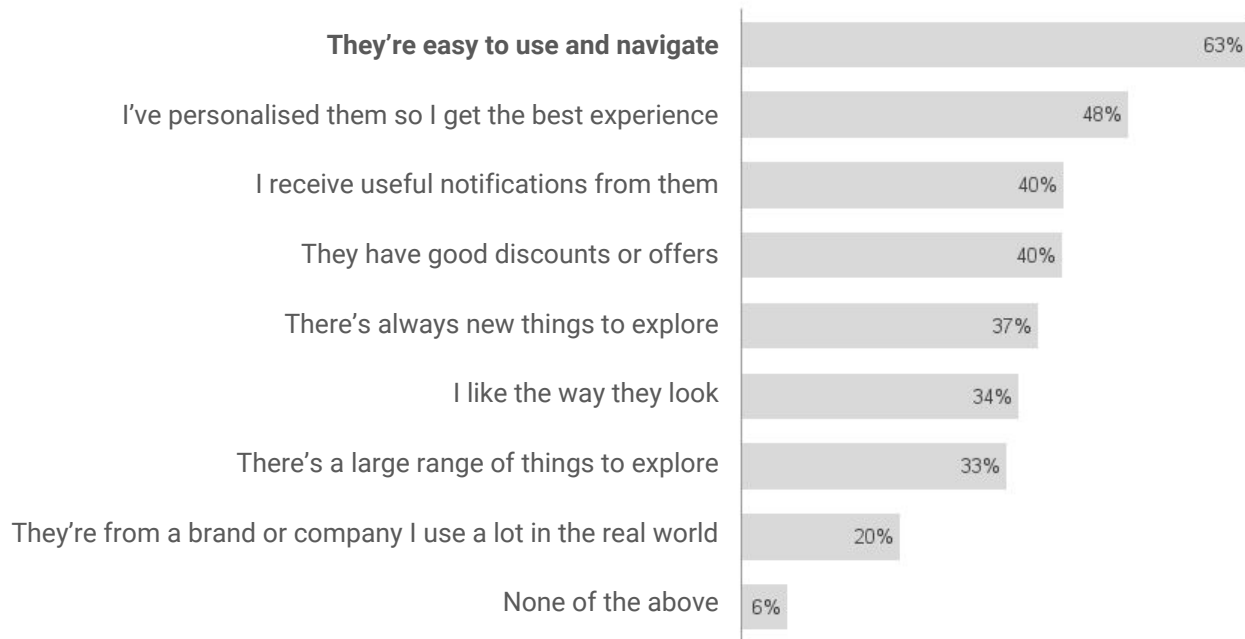 They’re easy to use and navigate 63%
I’ve personalised them so I get the best experience 48%
I receive useful notifications from them 40%
They have good discounts or offers 40%
There’s always new things to explore 37%
I like the way they look 34%
There’s a large range of things to explore 33%
They’re from a brand or company I use a lot in the real world 20%
None of the above 6%